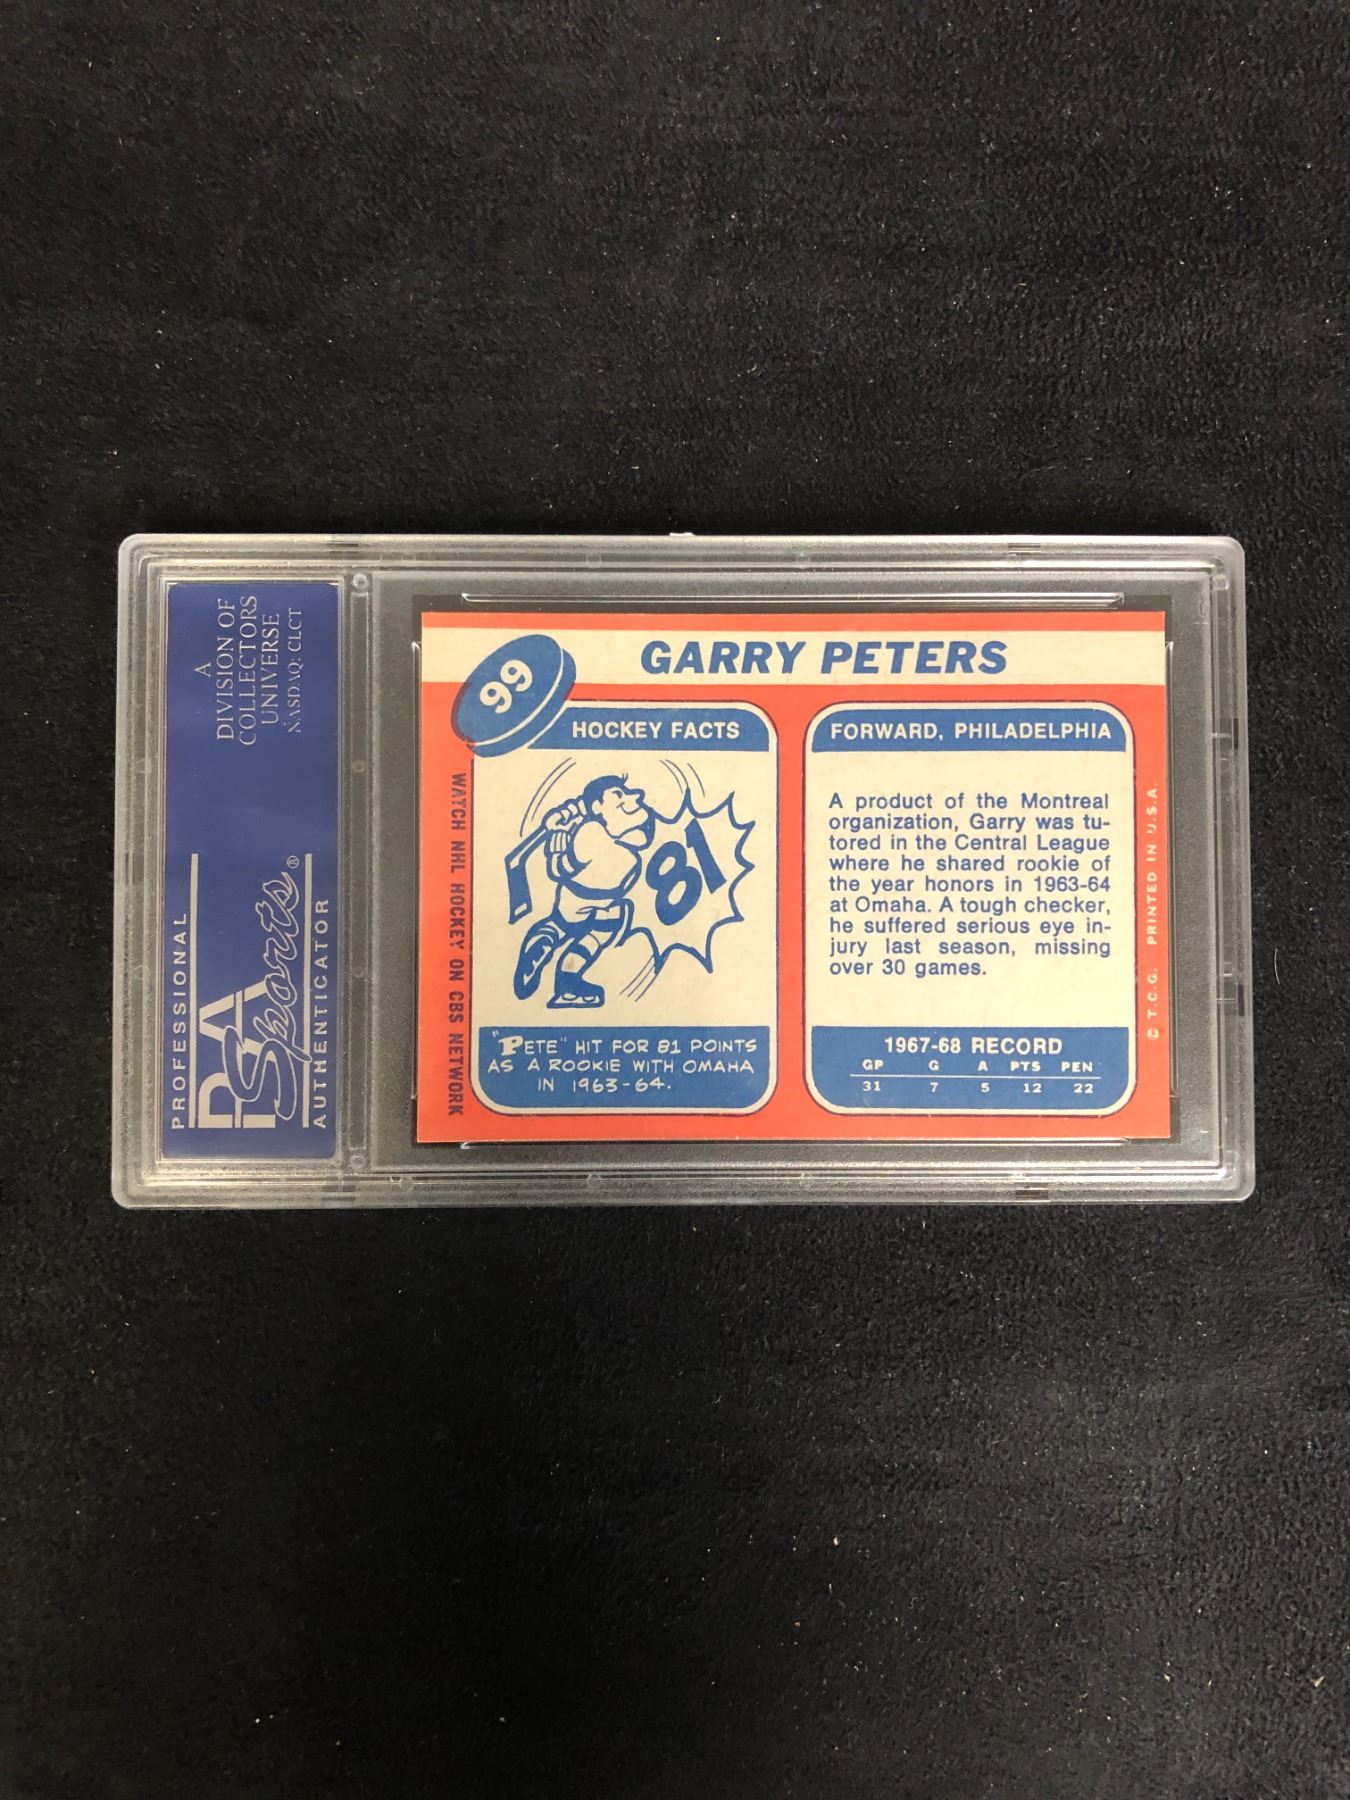 A
DIVISION OF
COLLECTORS
UNIVERSE
NASDAQ: CLCT
PROFESSIONAL
PSA
Sports®
AUTHENTICATOR
99
GARRY PETERS
HOCKEY FACTS
81
"PETE" HIT FOR 81 POINTS
AS A ROOKIE WITH OMAHA
IN 1963-64.
WATCH NHL HOCKEY ON CBS NETWORK
FORWARD, PHILADELPHIA
A product of the Montreal
organization, Garry was tu-
tored in the Central League
where he shared rookie of
the year honors in 1963-64
at Omaha. A tough checker,
he suffered serious eye in-
jury last season, missing
over 30 games.
1967-68 RECORD
GP G A PTS PEN
31 7 5 12 22
© T.C.G. PRINTED IN U.S.A.